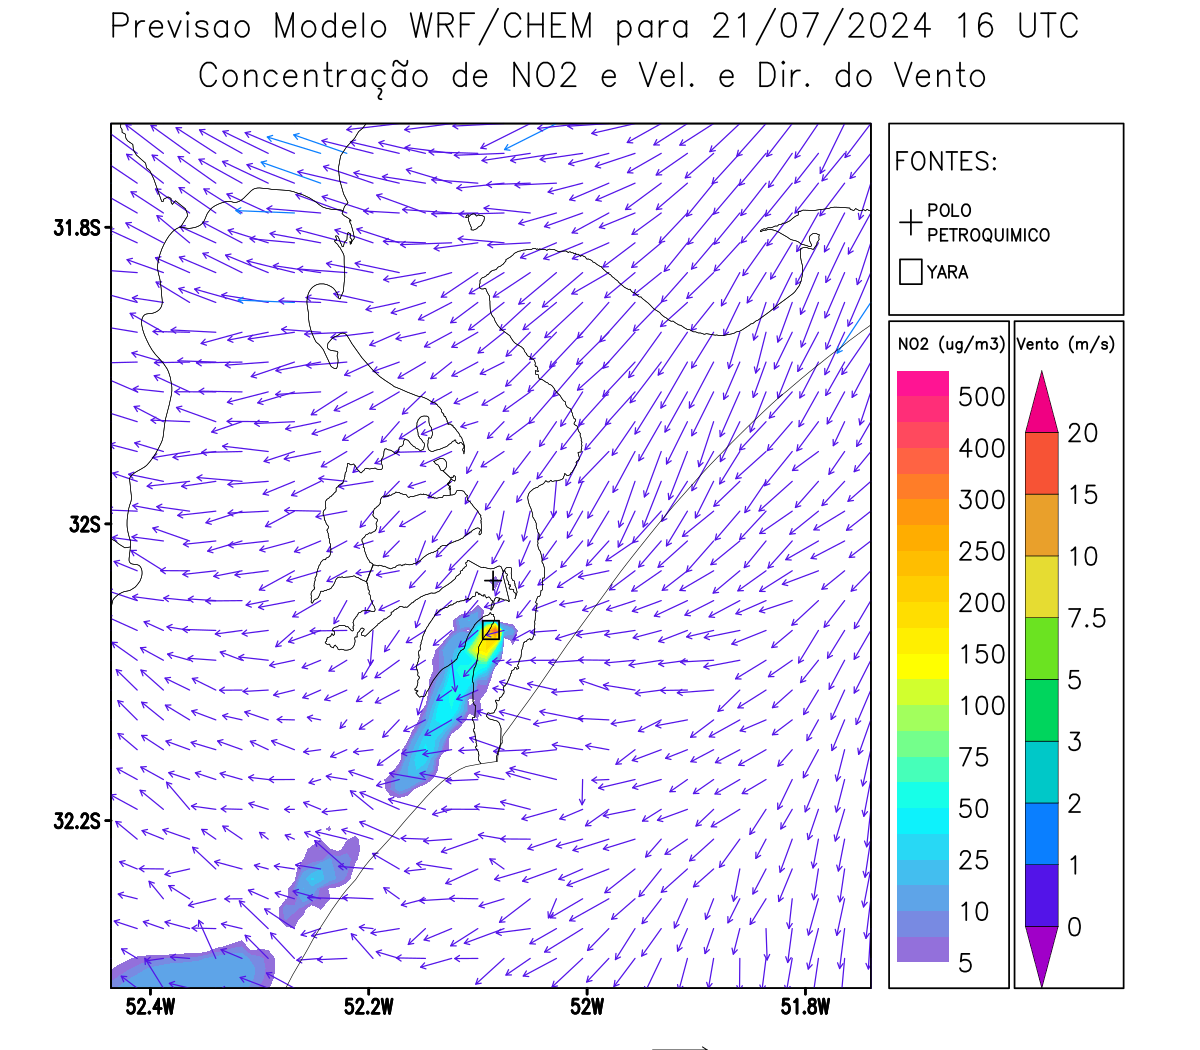 Previsao Modelo WRF/CHEM para 21/07/2024 16 UTC
Concentração de NO2 e Vel. e Dir. do Vento
FONTES:
POLO
PETROQUIMICO
YARA
NO2 (ug/m3)
500
400
300
250
200
150
100
75
50
25
10
5
Vento (m/s)
20
15
10
7.5
5
3
2
1
0
31.8S
32S
32.2S
52.4W
52.2W
52W
51.8W